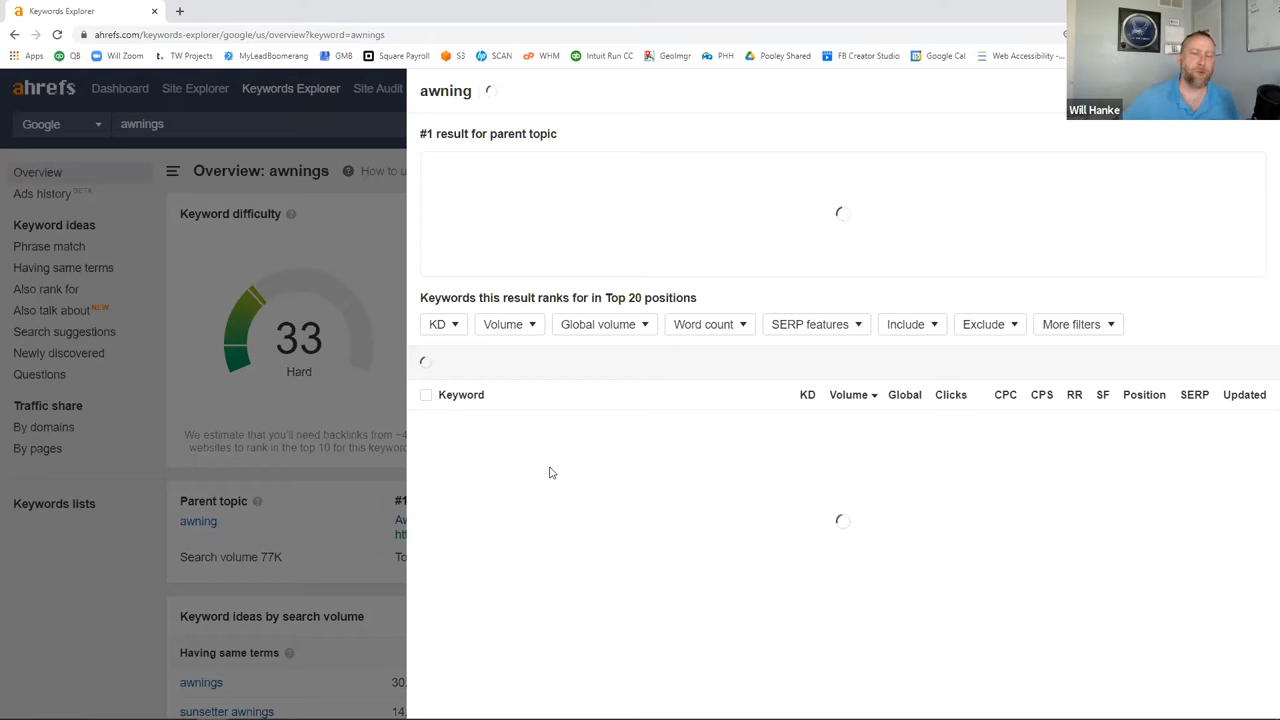 Keywords Explorer
ahrefs.com/keywords-explorer/google/us/overview?keyword=awnings
Apps QB Will Zoom TW Projects MyLeadBoomerang GMB Square Payroll S3 SCAN WHM Intuit Run CC GeoImgr PHH Pooley Shared FB Creator Studio Google Cal Web Accessibility-...
Will Hanke
ahrefs Dashboard Site Explorer Keywords Explorer Site Audit
Google awnings
Overview
Ads history BETA
Keyword ideas
Phrase match
Having same terms
Also rank for
Also talk about NEW
Search suggestions
Newly discovered
Questions
Traffic share
By domains
By pages
Keywords lists
Overview: awnings How to u
Keyword difficulty
33
Hard
We estimate that you'll need backlinks from ~4
websites to rank in the top 10 for this keywor
Parent topic #1
awning Aw
htt
Search volume 77K To
Keyword ideas by search volume
Having same terms
awnings 30,
sunsetter awnings 14,
awning
#1 result for parent topic
Keywords this result ranks for in Top 20 positions
KD Volume Global volume Word count SERP features Include Exclude More filters
Keyword KD Volume Global Clicks CPC CPS RR SF Position SERP Updated